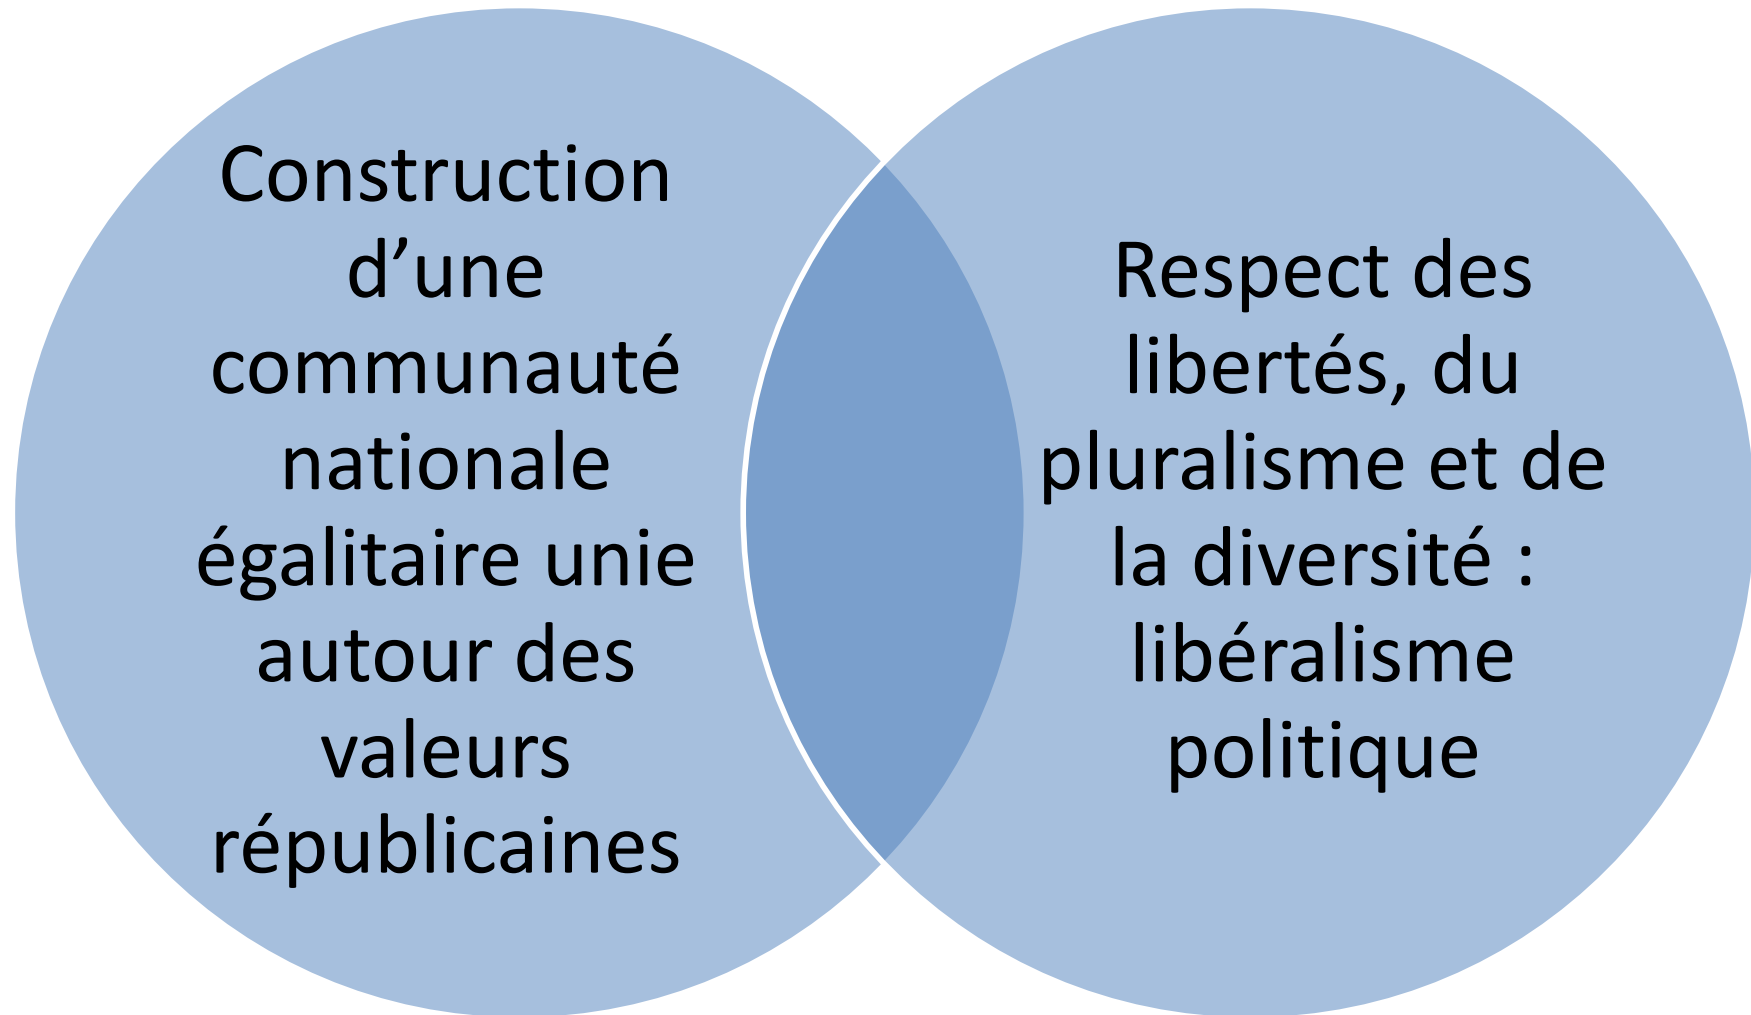 Construction
d’une
communauté
nationale
égalitaire unie
autour des
valeurs
républicaines
Respect des
libertés, du
pluralisme et de
la diversité :
libéralisme
politique